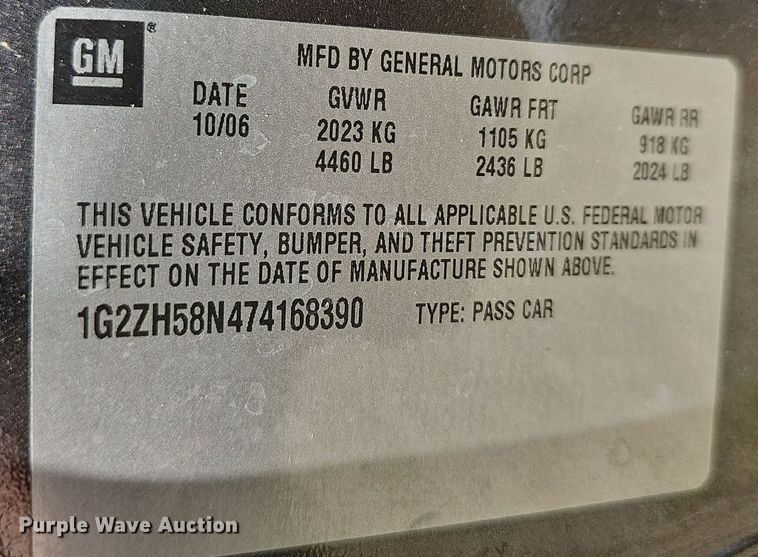 GM®
MFD BY GENERAL MOTORS CORP
DATE GVWR GAWR FRT GAWR RR
10/06 2023 KG 1105 KG 918 KG
4460 LB 2436 LB 2024 LB
THIS VEHICLE CONFORMS TO ALL APPLICABLE U.S. FEDERAL MOTOR
VEHICLE SAFETY, BUMPER, AND THEFT PREVENTION STANDARDS IN
EFFECT ON THE DATE OF MANUFACTURE SHOWN ABOVE.
1G2ZH58N474168390 TYPE: PASS CAR
Purple Wave Auction